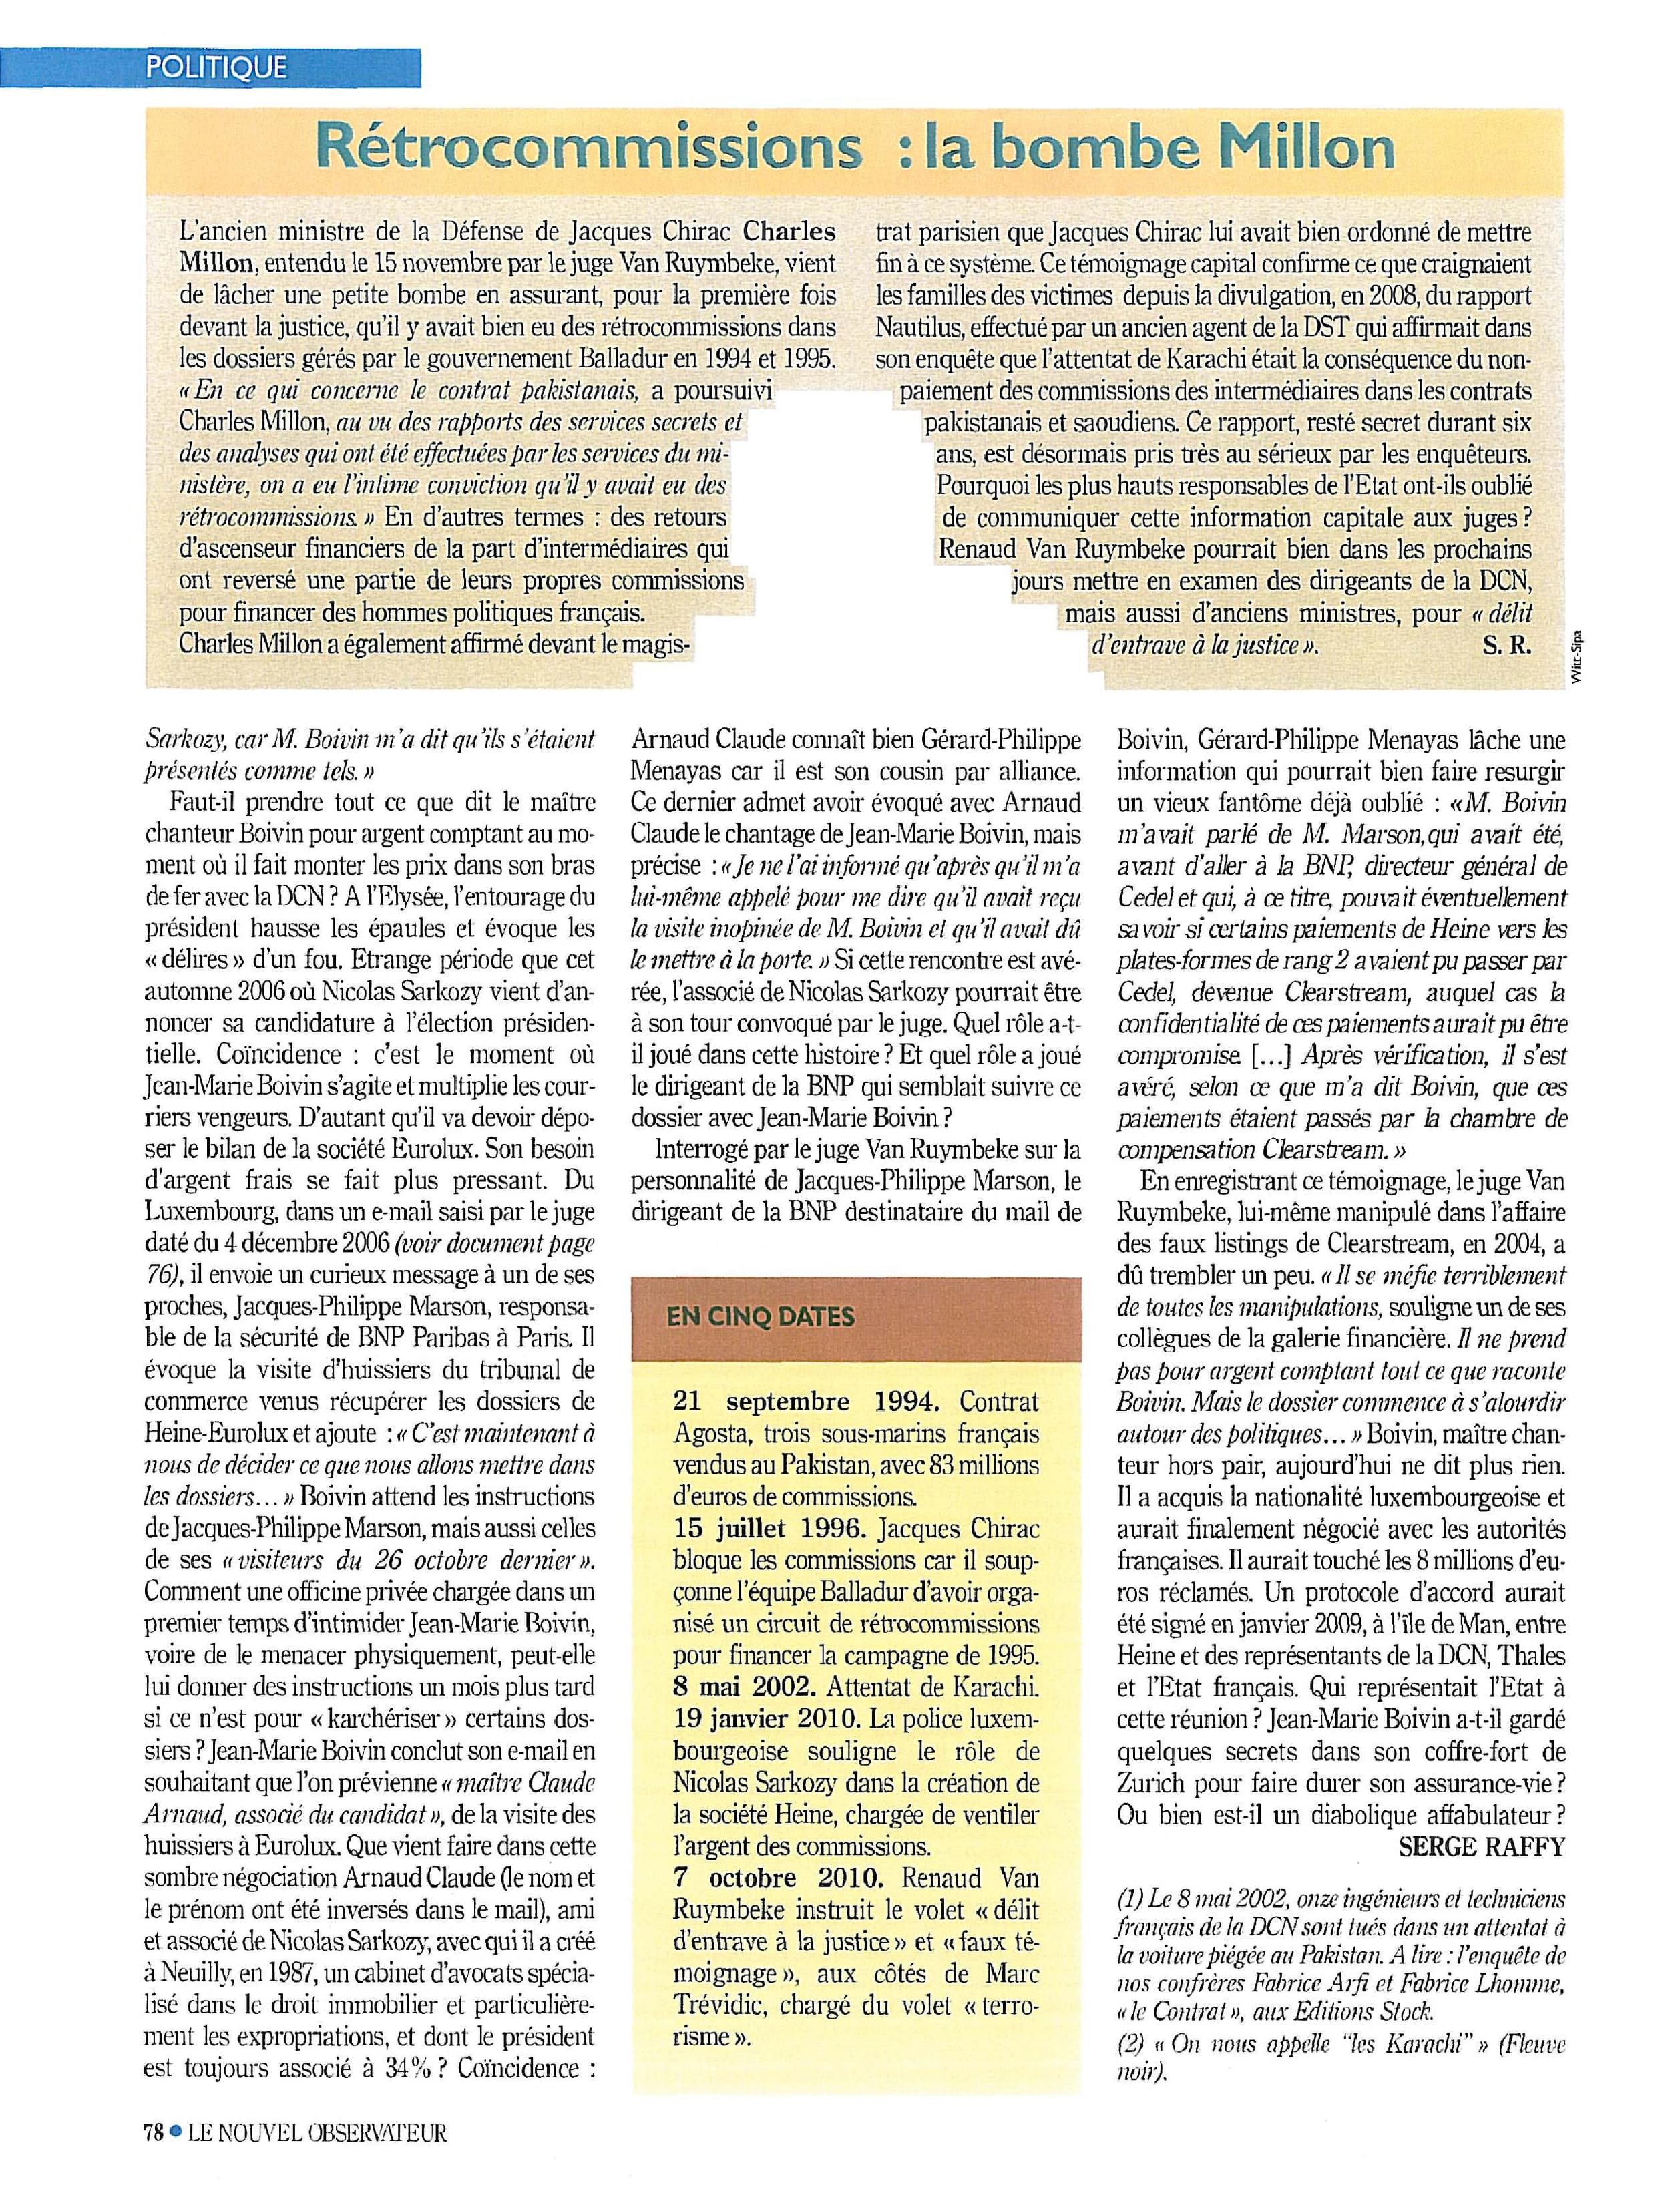 POLITIQUE
Rétrocommissions : la bombe Millon
L'ancien ministre de la Défense de Jacques Chirac Charles
Millon, entendu le 15 novembre par le juge Van Ruymbeke, vient
de lâcher une petite bombe en assurant, pour la première fois
devant la justice, qu'il y avait bien eu des rétrocommissions dans
les dossiers gérés par le gouvernement Balladur en 1994 et 1995.
« En ce qui concerne le contrat pakistanais, a poursuivi
Charles Millon, au vu des rapports des services secrets et
des analyses qui ont été effectuées par les services du mi-
nistère, on a eu l'intime conviction qu'il y avait eu des
rétrocommissions. » En d'autres termes : des retours
d'ascenseur financiers de la part d'intermédiaires qui
ont reversé une partie de leurs propres commissions
pour financer des hommes politiques français.
Charles Millon a également affirmé devant le magis-
trat parisien que Jacques Chirac lui avait bien ordonné de mettre
fin à ce système. Ce témoignage capital confirme ce que craignaient
les familles des victimes depuis la divulgation, en 2008, du rapport
Nautilus, effectué par un ancien agent de la DST qui affirmait dans
son enquête que l'attentat de Karachi était la conséquence du non-
paiement des commissions des intermédiaires dans les contrats
pakistanais et saoudiens. Ce rapport, resté secret durant six
ans, est désormais pris très au sérieux par les enquêteurs.
Pourquoi les plus hauts responsables de l'Etat ont-ils oublié
de communiquer cette information capitale aux juges ?
Renaud Van Ruymbeke pourrait bien dans les prochains
jours mettre en examen des dirigeants de la DCN,
mais aussi d'anciens ministres, pour « délit
d'entrave à la justice ». S. R.
Witt-Sipa
Sarkozy, car M. Boivin m'a dit qu'ils s'étaient
présentés comme tels. »
Faut-il prendre tout ce que dit le maître
chanteur Boivin pour argent comptant au mo-
ment où il fait monter les prix dans son bras
de fer avec la DCN ? A l'Elysée, l'entourage du
président hausse les épaules et évoque les
« délires » d'un fou. Etrange période que cet
automne 2006 où Nicolas Sarkozy vient d'an-
noncer sa candidature à l'élection présiden-
tielle. Coïncidence : c'est le moment où
Jean-Marie Boivin s'agite et multiplie les cour-
riers vengeurs. D'autant qu'il va devoir dépo-
ser le bilan de la société Eurolux. Son besoin
d'argent frais se fait plus pressant. Du
Luxembourg, dans un e-mail saisi par le juge
daté du 4 décembre 2006 (voir document page
76), il envoie un curieux message à un de ses
proches, Jacques-Philippe Marson, responsa-
ble de la sécurité de BNP Paribas à Paris. Il
évoque la visite d'huissiers du tribunal de
commerce venus récupérer les dossiers de
Heine-Eurolux et ajoute : « C'est maintenant à
nous de décider ce que nous allons mettre dans
les dossiers... » Boivin attend les instructions
de Jacques-Philippe Marson, mais aussi celles
de ses « visiteurs du 26 octobre dernier ».
Comment une officine privée chargée dans un
premier temps d'intimider Jean-Marie Boivin,
voire de le menacer physiquement, peut-elle
lui donner des instructions un mois plus tard
si ce n'est pour « karchériser » certains dos-
siers ? Jean-Marie Boivin conclut son e-mail en
souhaitant que l'on prévienne « maître Claude
Arnaud, associé du candidat », de la visite des
huissiers à Eurolux. Que vient faire dans cette
sombre négociation Arnaud Claude (le nom et
le prénom ont été inversés dans le mail), ami
et associé de Nicolas Sarkozy, avec qui il a créé
à Neuilly, en 1987, un cabinet d'avocats spécia-
lisé dans le droit immobilier et particulière-
ment les expropriations, et dont le président
est toujours associé à 34% ? Coïncidence :
Arnaud Claude connaît bien Gérard-Philippe
Menayas car il est son cousin par alliance.
Ce dernier admet avoir évoqué avec Arnaud
Claude le chantage de Jean-Marie Boivin, mais
précise : « Je ne l'ai informé qu'après qu'il m'a
lui-même appelé pour me dire qu'il avait reçu
la visite inopinée de M. Boivin et qu'il avait dû
le mettre à la porte. » Si cette rencontre est avé-
rée, l'associé de Nicolas Sarkozy pourrait être
à son tour convoqué par le juge. Quel rôle a-t-
il joué dans cette histoire ? Et quel rôle a joué
le dirigeant de la BNP qui semblait suivre ce
dossier avec Jean-Marie Boivin ?
Interrogé par le juge Van Ruymbeke sur la
personnalité de Jacques-Philippe Marson, le
dirigeant de la BNP destinataire du mail de
EN CINQ DATES
21 septembre 1994. Contrat
Agosta, trois sous-marins français
vendus au Pakistan, avec 83 millions
d'euros de commissions.
15 juillet 1996. Jacques Chirac
bloque les commissions car il soup-
çonne l'équipe Balladur d'avoir orga-
nisé un circuit de rétrocommissions
pour financer la campagne de 1995.
8 mai 2002. Attentat de Karachi.
19 janvier 2010. La police luxem-
bourgeoise souligne le rôle de
Nicolas Sarkozy dans la création de
la société Heine, chargée de ventiler
l'argent des commissions.
7 octobre 2010. Renaud Van
Ruymbeke instruit le volet « délit
d'entrave à la justice » et « faux té-
moignage », aux côtés de Marc
Trévidic, chargé du volet « terro-
risme ».
Boivin, Gérard-Philippe Menayas lâche une
information qui pourrait bien faire resurgir
un vieux fantôme déjà oublié : « M. Boivin
m'avait parlé de M. Marson, qui avait été,
avant d'aller à la BNP, directeur général de
Cedel et qui, à ce titre, pouvait éventuellement
savoir si certains paiements de Heine vers les
plates-formes de rang 2 avaient pu passer par
Cedel, devenue Clearstream, auquel cas la
confidentialité de ces paiements aurait pu être
compromise. [...] Après vérification, il s'est
avéré, selon ce que m'a dit Boivin, que ces
paiements étaient passés par la chambre de
compensation Clearstream. »
En enregistrant ce témoignage, le juge Van
Ruymbeke, lui-même manipulé dans l'affaire
des faux listings de Clearstream, en 2004, a
dû trembler un peu. « Il se méfie terriblement
de toutes les manipulations, souligne un de ses
collègues de la galerie financière. Il ne prend
pas pour argent comptant tout ce que raconte
Boivin. Mais le dossier commence à s'alourdir
autour des politiques... » Boivin, maître chan-
teur hors pair, aujourd'hui ne dit plus rien.
Il a acquis la nationalité luxembourgeoise et
aurait finalement négocié avec les autorités
françaises. Il aurait touché les 8 millions d'eu-
ros réclamés. Un protocole d'accord aurait
été signé en janvier 2009, à l'île de Man, entre
Heine et des représentants de la DCN, Thales
et l'Etat français. Qui représentait l'Etat à
cette réunion ? Jean-Marie Boivin a-t-il gardé
quelques secrets dans son coffre-fort de
Zurich pour faire durer son assurance-vie ?
Ou bien est-il un diabolique affabulateur ?
SERGE RAFFY
(1) Le 8 mai 2002, onze ingénieurs et techniciens
français de la DCN sont tués dans un attentat à
la voiture piégée au Pakistan. A lire : l'enquête de
nos confrères Fabrice Arfi et Fabrice Lhomme,
« le Contrat », aux Editions Stock.
(2) « On nous appelle "les Karachi" » (Fleuve
noir).
78 • LE NOUVEL OBSERVATEUR